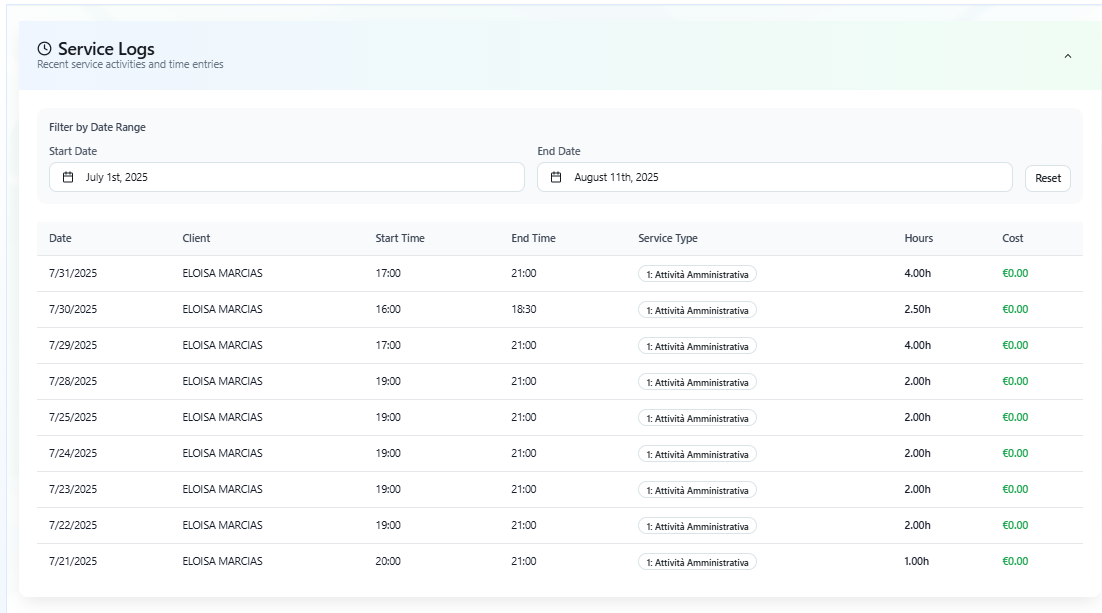 Service Logs
Recent service activities and time entries
Filter by Date Range
Start Date End Date
July 1st, 2025 August 11th, 2025 Reset
Date Client Start Time End Time Service Type Hours Cost
7/31/2025 ELOISA MARCIAS 17:00 21:00 1: Attività Amministrativa 4.00h €0.00
7/30/2025 ELOISA MARCIAS 16:00 18:30 1: Attività Amministrativa 2.50h €0.00
7/29/2025 ELOISA MARCIAS 17:00 21:00 1: Attività Amministrativa 4.00h €0.00
7/28/2025 ELOISA MARCIAS 19:00 21:00 1: Attività Amministrativa 2.00h €0.00
7/25/2025 ELOISA MARCIAS 19:00 21:00 1: Attività Amministrativa 2.00h €0.00
7/24/2025 ELOISA MARCIAS 19:00 21:00 1: Attività Amministrativa 2.00h €0.00
7/23/2025 ELOISA MARCIAS 19:00 21:00 1: Attività Amministrativa 2.00h €0.00
7/22/2025 ELOISA MARCIAS 19:00 21:00 1: Attività Amministrativa 2.00h €0.00
7/21/2025 ELOISA MARCIAS 20:00 21:00 1: Attività Amministrativa 1.00h €0.00